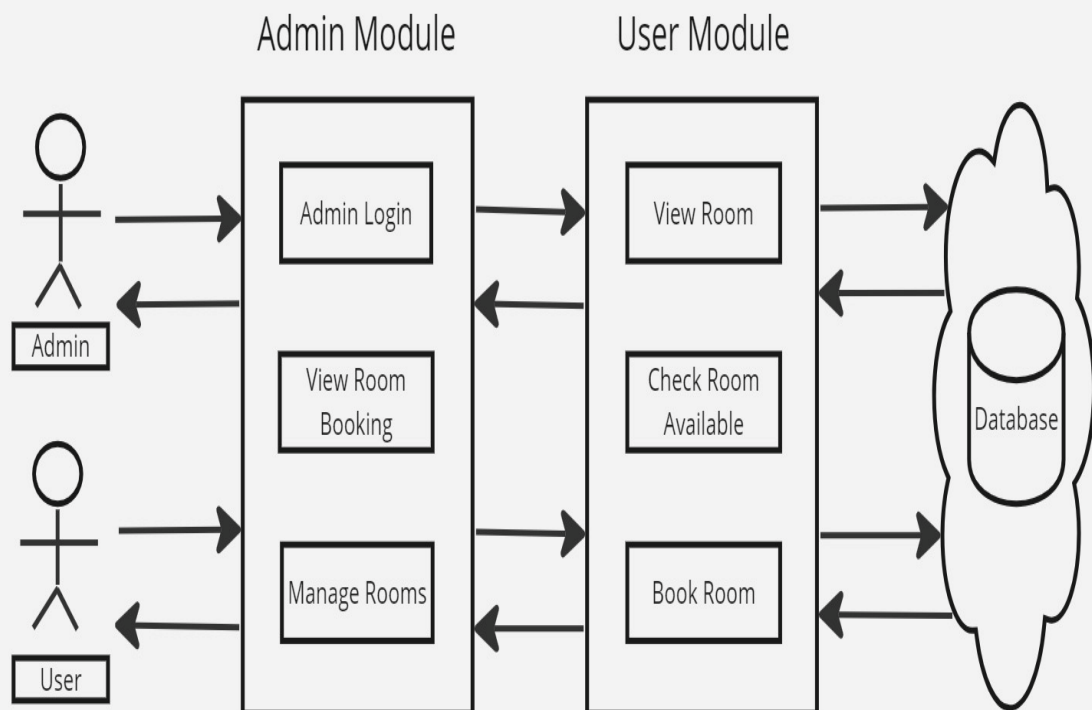 Admin Module
User Module
Admin Login
View Room
Admin
View Room
Booking
Check Room
Available
Database
Manage Rooms
Book Room
User